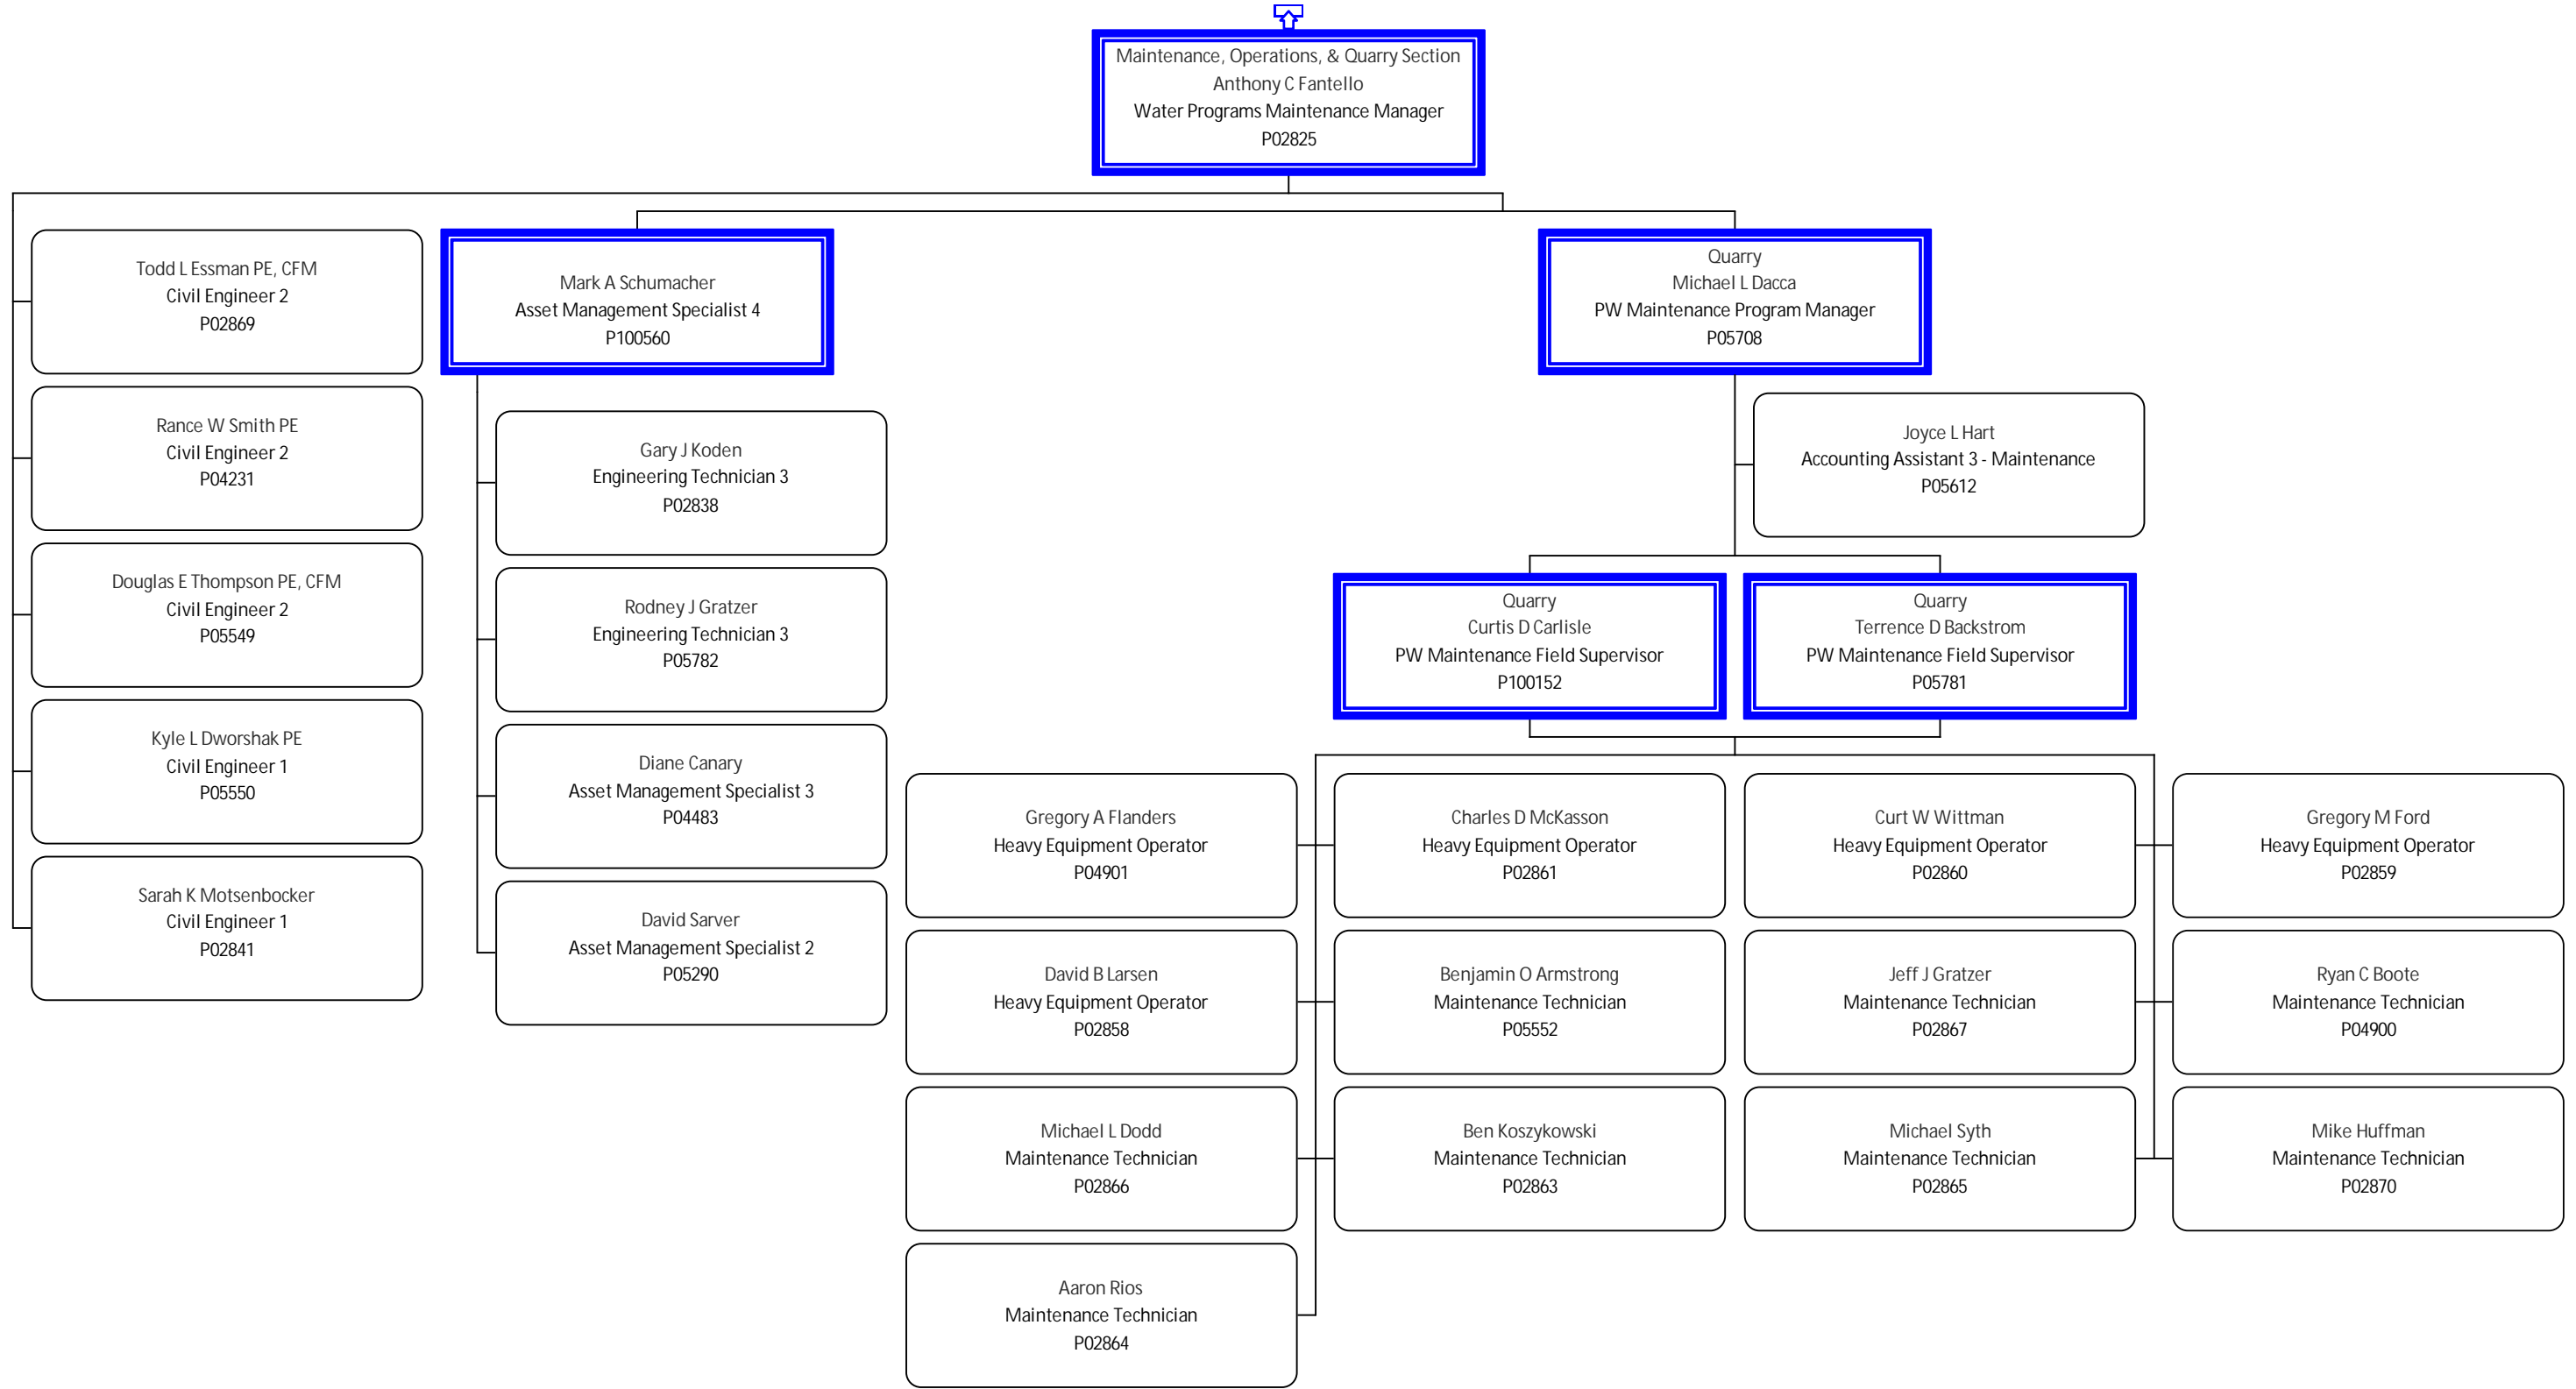 Maintenance, Operations, & Quarry Section
Anthony C Fantello
Water Programs Maintenance Manager
P02825
Todd L Essman PE, CFM
Civil Engineer 2
P02869
Rance W Smith PE
Civil Engineer 2
P04231
Douglas E Thompson PE, CFM
Civil Engineer 2
P05549
Kyle L Dworshak PE
Civil Engineer 1
P05550
Sarah K Motsenbocker
Civil Engineer 1
P02841
Mark A Schumacher
Asset Management Specialist 4
P100560
Gary J Koden
Engineering Technician 3
P02838
Rodney J Gratzer
Engineering Technician 3
P05782
Diane Canary
Asset Management Specialist 3
P04483
David Sarver
Asset Management Specialist 2
P05290
Quarry
Michael L Dacca
PW Maintenance Program Manager
P05708
Joyce L Hart
Accounting Assistant 3 - Maintenance
P05612
Quarry
Curtis D Carlisle
PW Maintenance Field Supervisor
P100152
Quarry
Terrence D Backstrom
PW Maintenance Field Supervisor
P05781
Gregory A Flanders
Heavy Equipment Operator
P04901
Charles D McKasson
Heavy Equipment Operator
P02861
Curt W Wittman
Heavy Equipment Operator
P02860
Gregory M Ford
Heavy Equipment Operator
P02859
David B Larsen
Heavy Equipment Operator
P02858
Benjamin O Armstrong
Maintenance Technician
P05552
Jeff J Gratzer
Maintenance Technician
P02867
Ryan C Boote
Maintenance Technician
P04900
Michael L Dodd
Maintenance Technician
P02866
Ben Koszykowski
Maintenance Technician
P02863
Michael Syth
Maintenance Technician
P02865
Mike Huffman
Maintenance Technician
P02870
Aaron Rios
Maintenance Technician
P02864